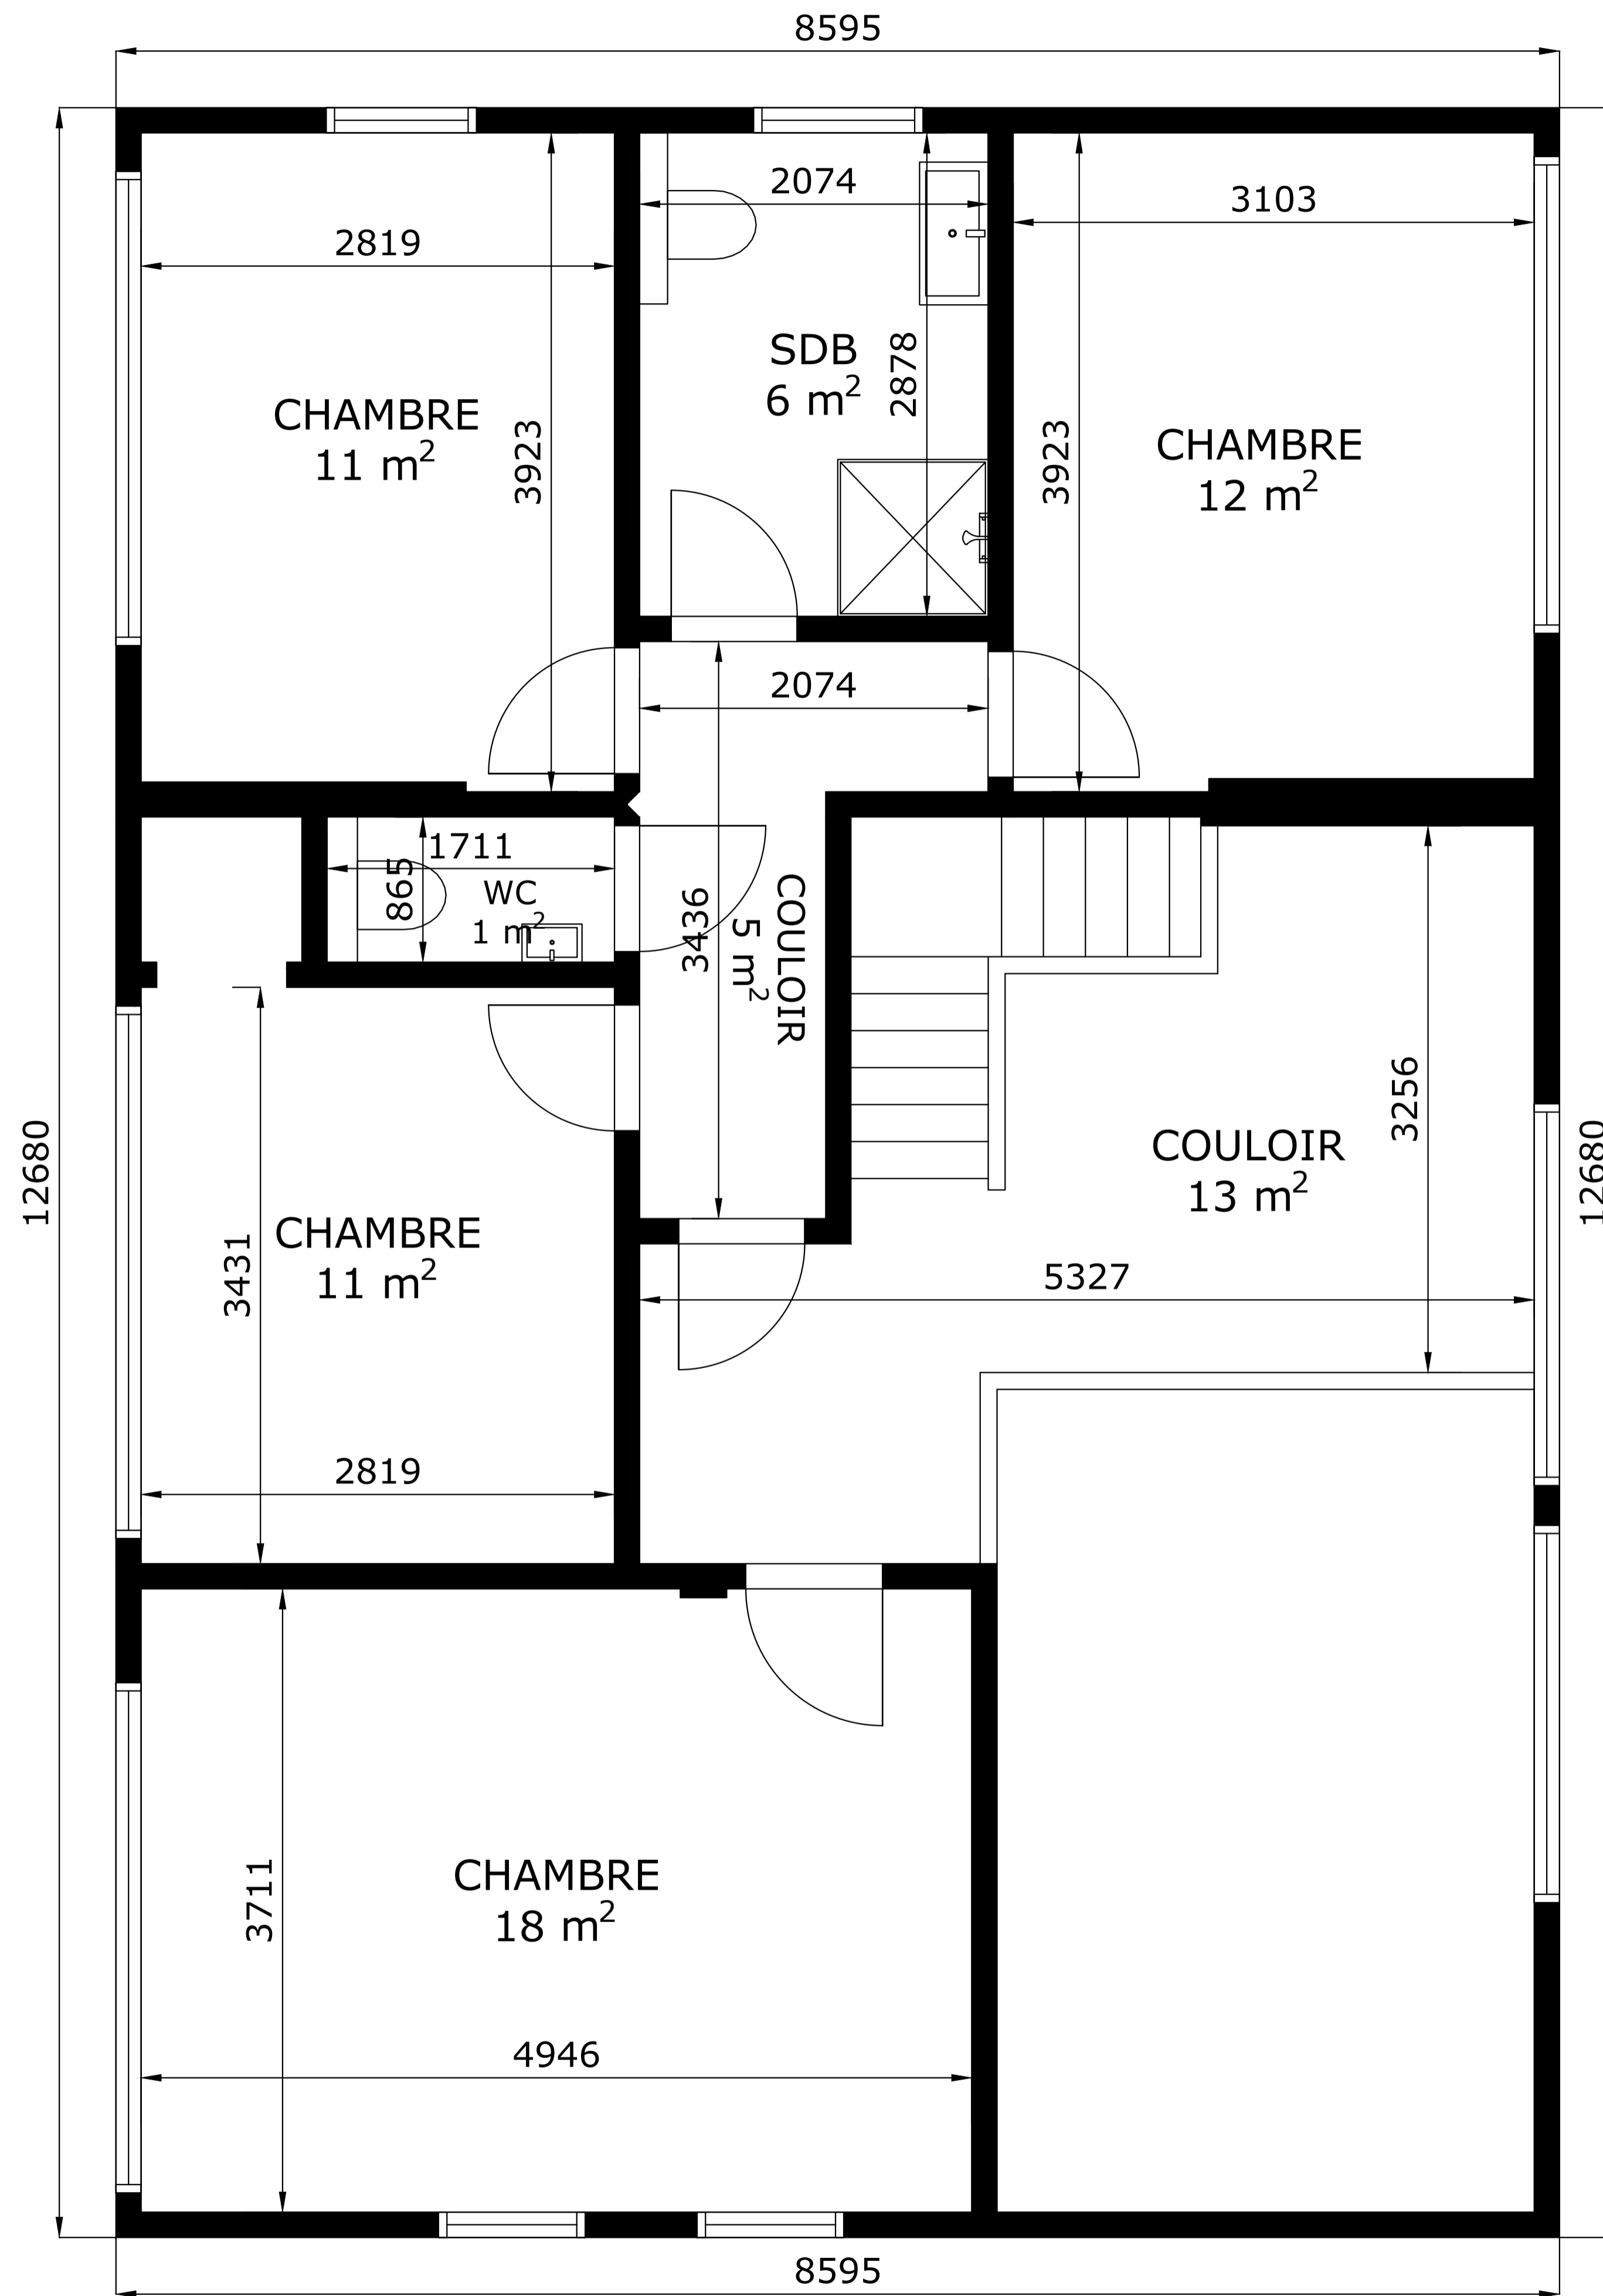 8595
2074
3103
2819
SDB
6 m²
2878
CHAMBRE
11 m²
3923
3923
CHAMBRE
12 m²
2074
1711
865
WC
1 m²
3436
COULOIR
5 m²
3256
COULOIR
13 m²
12680
12680
CHAMBRE
11 m²
3431
5327
2819
CHAMBRE
18 m²
3711
4946
8595